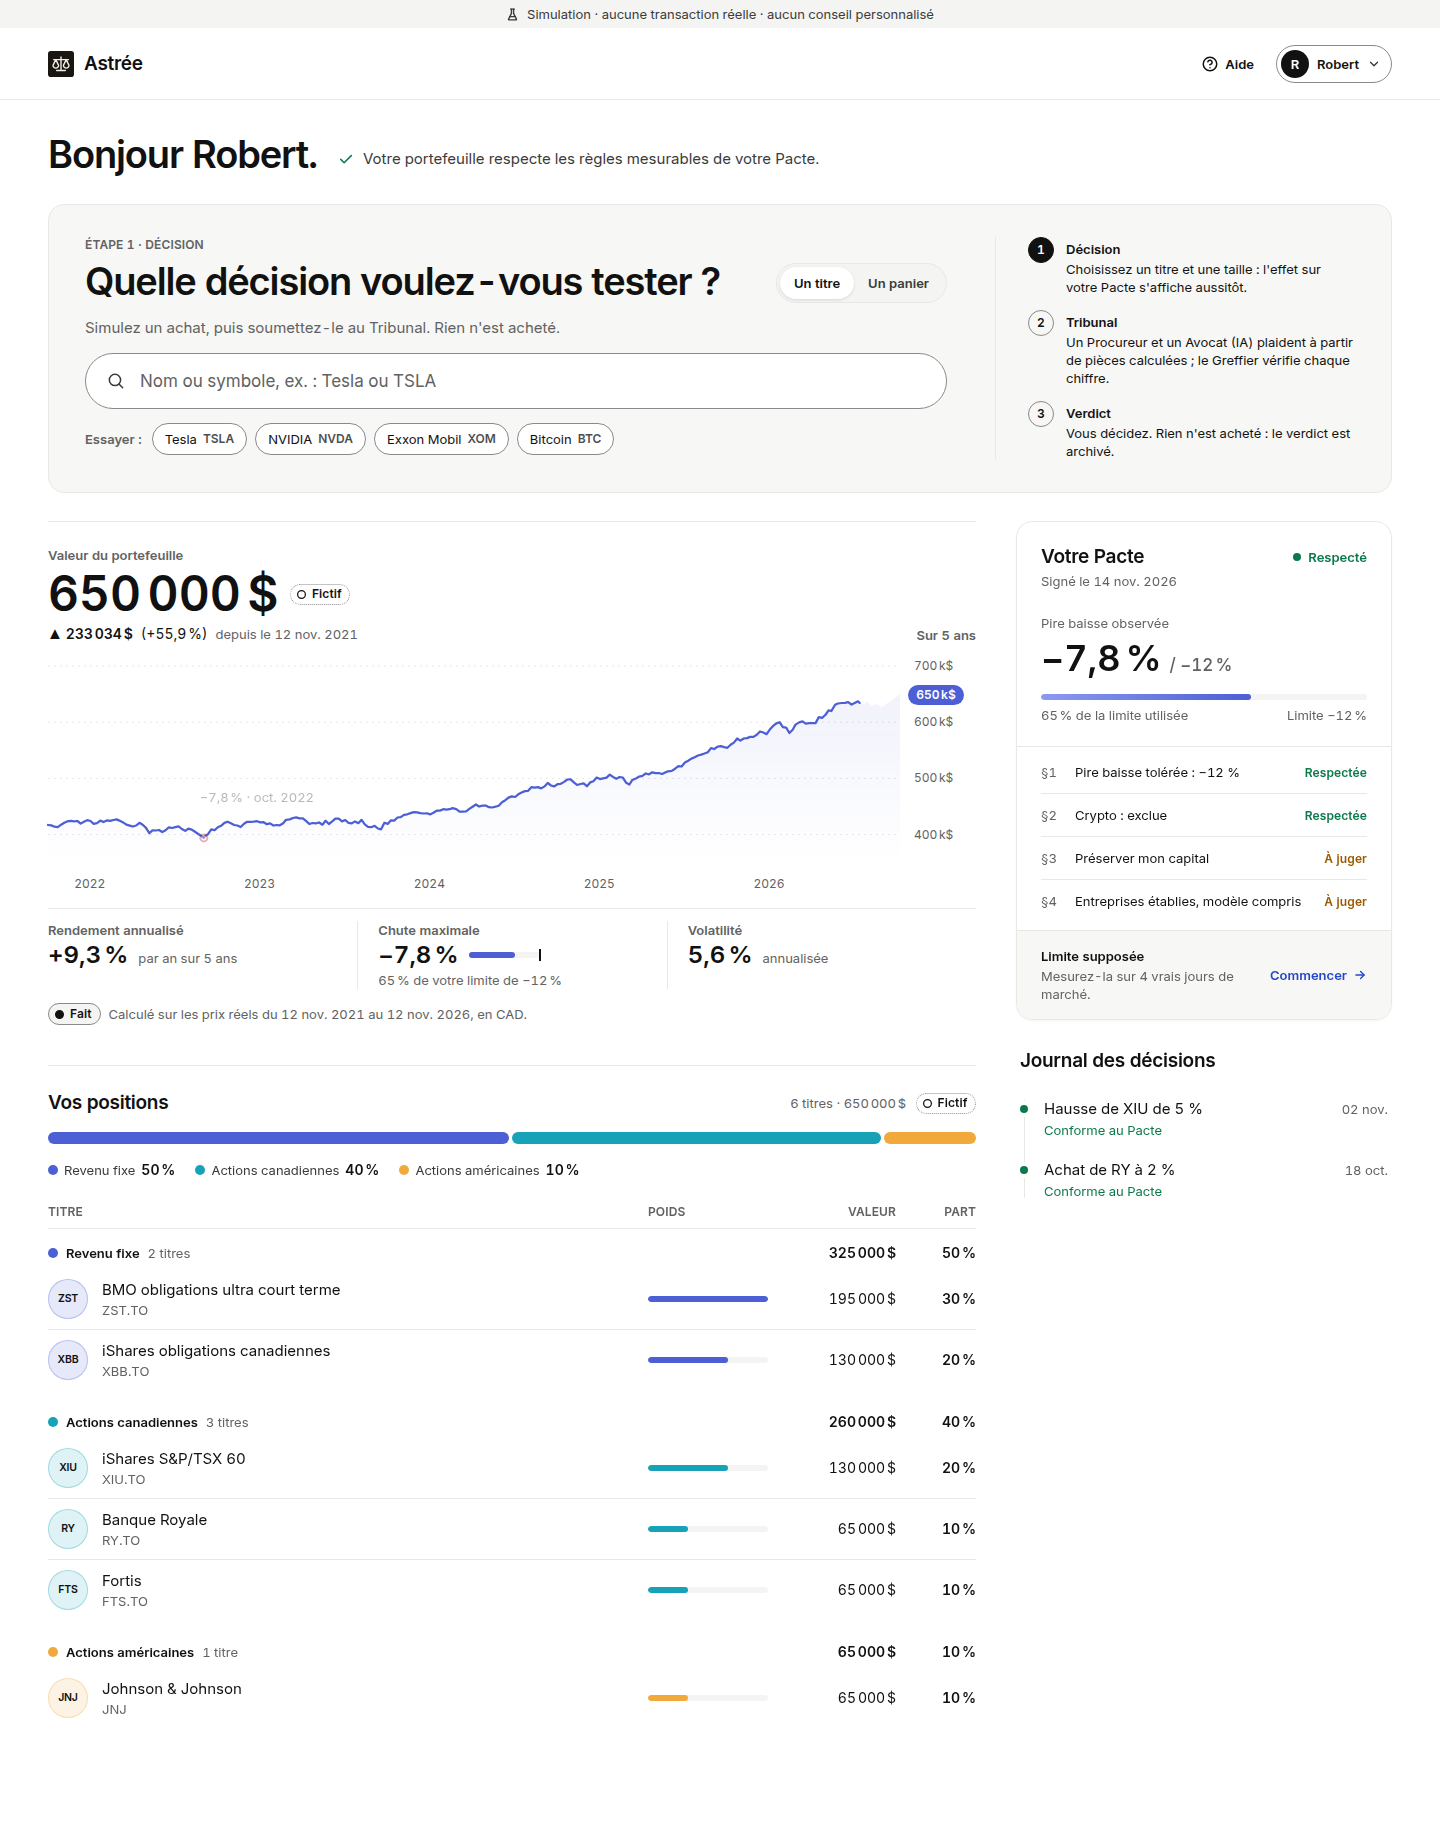 Simulation · aucune transaction réelle · aucun conseil personnalisé
Astrée
Aide
R
Robert
Bonjour Robert.
Votre portefeuille respecte les règles mesurables de votre Pacte.
ÉTAPE 1 · DÉCISION
Quelle décision voulez-vous tester ?
Un titre
Un panier
Simulez un achat, puis soumettez-le au Tribunal. Rien n'est acheté.
Nom ou symbole, ex. : Tesla ou TSLA
Essayer :
Tesla TSLA
NVIDIA NVDA
Exxon Mobil XOM
Bitcoin BTC
1 Décision
Choisissez un titre et une taille : l'effet sur
votre Pacte s'affiche aussitôt.
2 Tribunal
Un Procureur et un Avocat (IA) plaident à partir
de pièces calculées ; le Greffier vérifie chaque
chiffre.
3 Verdict
Vous décidez. Rien n'est acheté : le verdict est
archivé.
Valeur du portefeuille
650 000 $
Fictif
▲ 233 034 $ (+55,9 %) depuis le 12 nov. 2021
Sur 5 ans
700 k$
650 k$
600 k$
500 k$
400 k$
−7,8 % · oct. 2022
2022
2023
2024
2025
2026
Rendement annualisé
+9,3 % par an sur 5 ans
Chute maximale
−7,8 %
65 % de votre limite de −12 %
Volatilité
5,6 % annualisée
Fait
Calculé sur les prix réels du 12 nov. 2021 au 12 nov. 2026, en CAD.
Votre Pacte
Respecté
Signé le 14 nov. 2026
Pire baisse observée
−7,8 % / −12 %
65 % de la limite utilisée
Limite −12 %
§1 Pire baisse tolérée : −12 % Respectée
§2 Crypto : exclue Respectée
§3 Préserver mon capital À juger
§4 Entreprises établies, modèle compris À juger
Limite supposée
Mesurez-la sur 4 vrais jours de
marché.
Commencer →
Journal des décisions
Hausse de XIU de 5 % 02 nov.
Conforme au Pacte
Achat de RY à 2 % 18 oct.
Conforme au Pacte
Vos positions
6 titres · 650 000 $
Fictif
Revenu fixe 50 %
Actions canadiennes 40 %
Actions américaines 10 %
TITRE POIDS VALEUR PART
Revenu fixe 2 titres 325 000 $ 50 %
ZST
BMO obligations ultra court terme
ZST.TO
195 000 $ 30 %
XBB
iShares obligations canadiennes
XBB.TO
130 000 $ 20 %
Actions canadiennes 3 titres 260 000 $ 40 %
XIU
iShares S&P/TSX 60
XIU.TO
130 000 $ 20 %
RY
Banque Royale
RY.TO
65 000 $ 10 %
FTS
Fortis
FTS.TO
65 000 $ 10 %
Actions américaines 1 titre 65 000 $ 10 %
JNJ
Johnson & Johnson
JNJ
65 000 $ 10 %